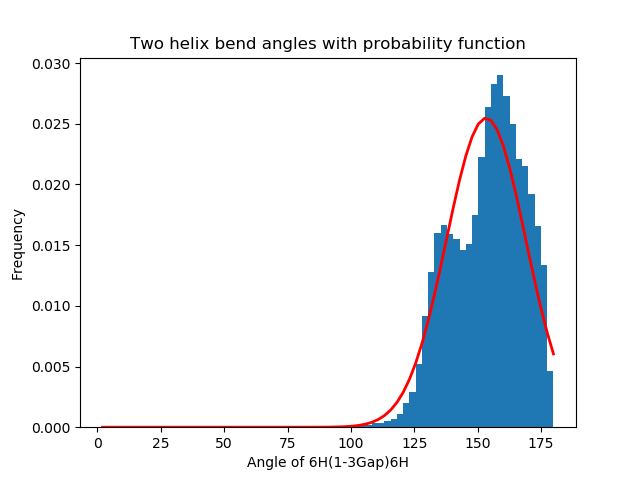 Two helix bend angles with probability function
0.030
0.025
0.020
0.015
0.010
0.005
0.000
Frequency
0 25 50 75 100 125 150 175
Angle of 6H(1-3Gap)6H